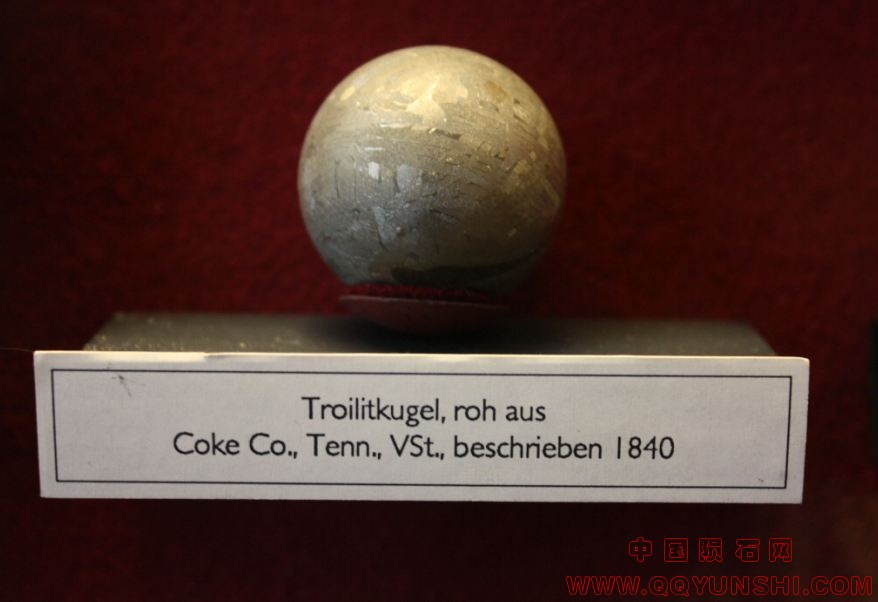 Troilitkugel, roh aus
Coke Co., Tenn., VSt., beschrieben 1840
中国陨石网
WWW.QQYUNSHI.COM